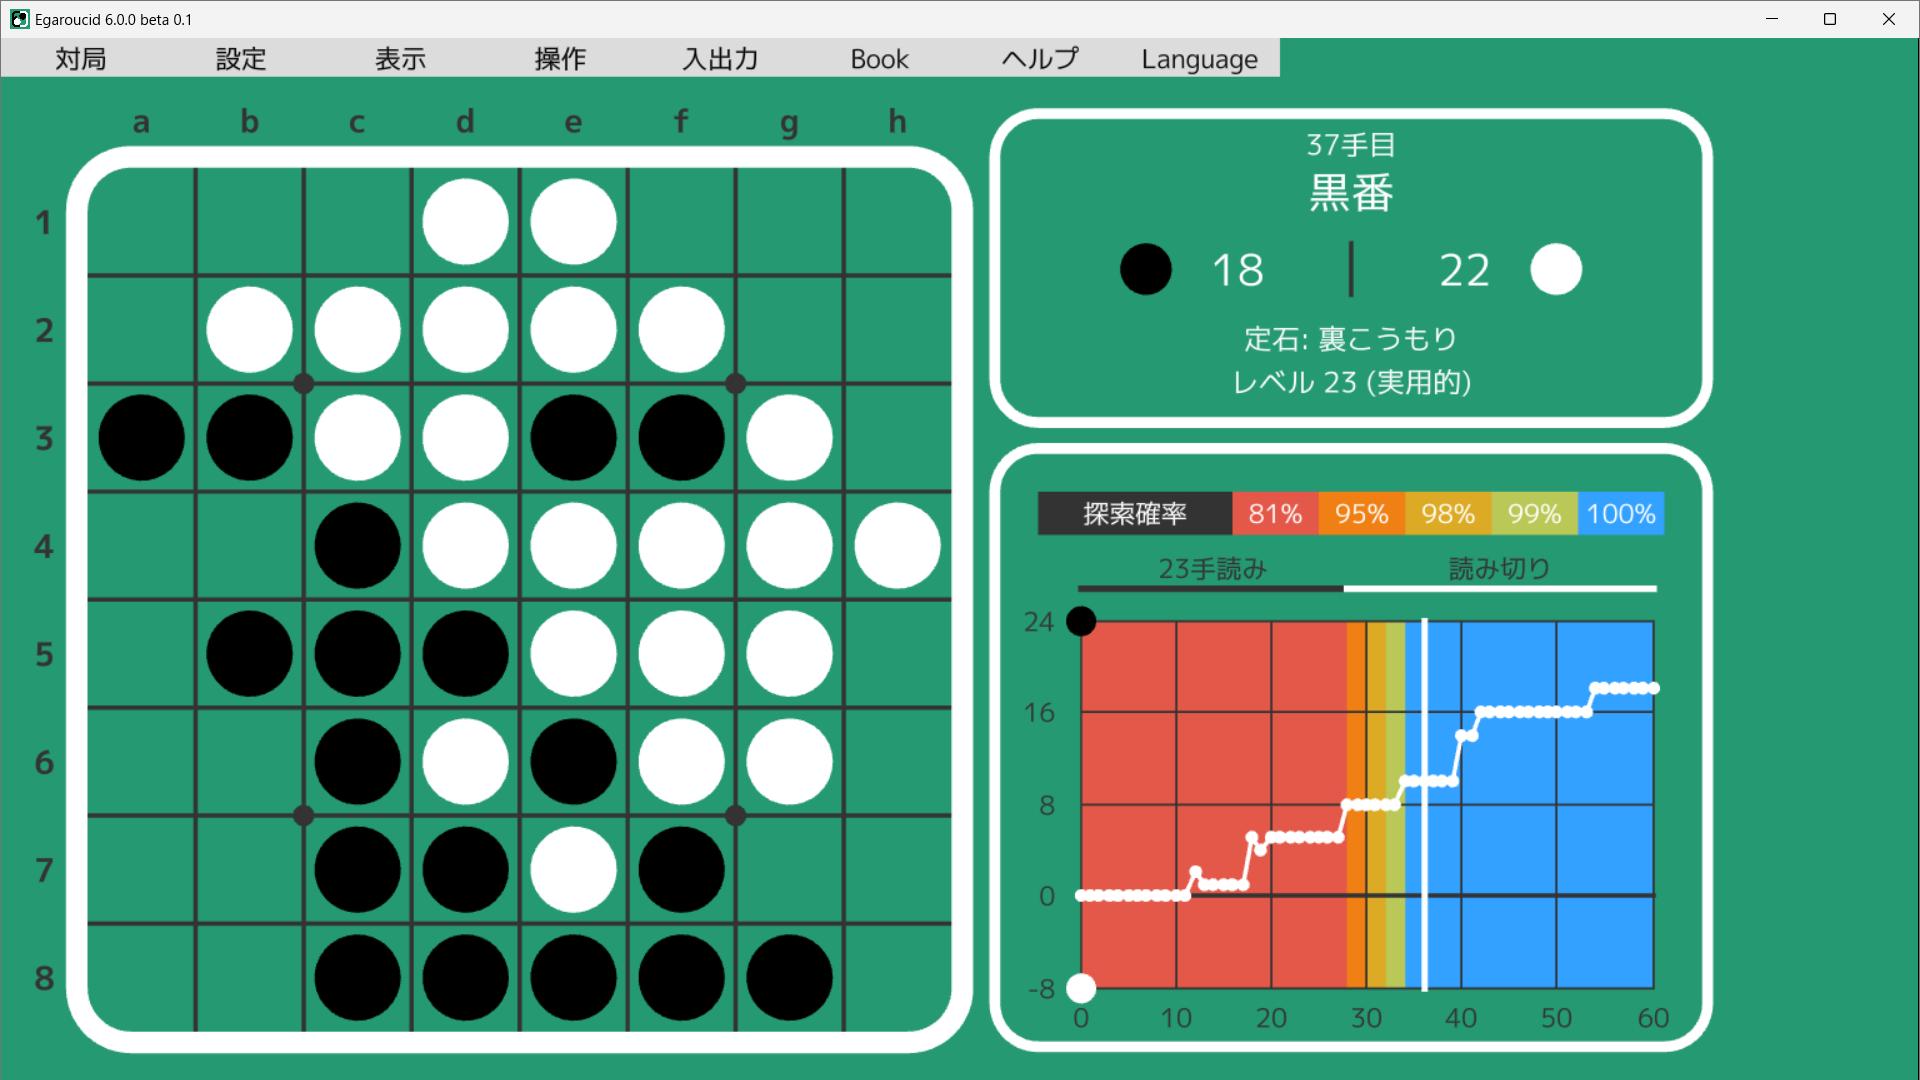 Egaroucid 6.0.0 beta 0.1
対局 設定 表示 操作 入出力 Book ヘルプ Language
a b c d e f g h
1
2
3
4
5
6
7
8
37手目
黒番
18 22
定石: 裏こうもり
レベル 23 (実用的)
探索確率 81% 95% 98% 99% 100%
23手読み 読み切り
24
16
8
0
-8
0 10 20 30 40 50 60